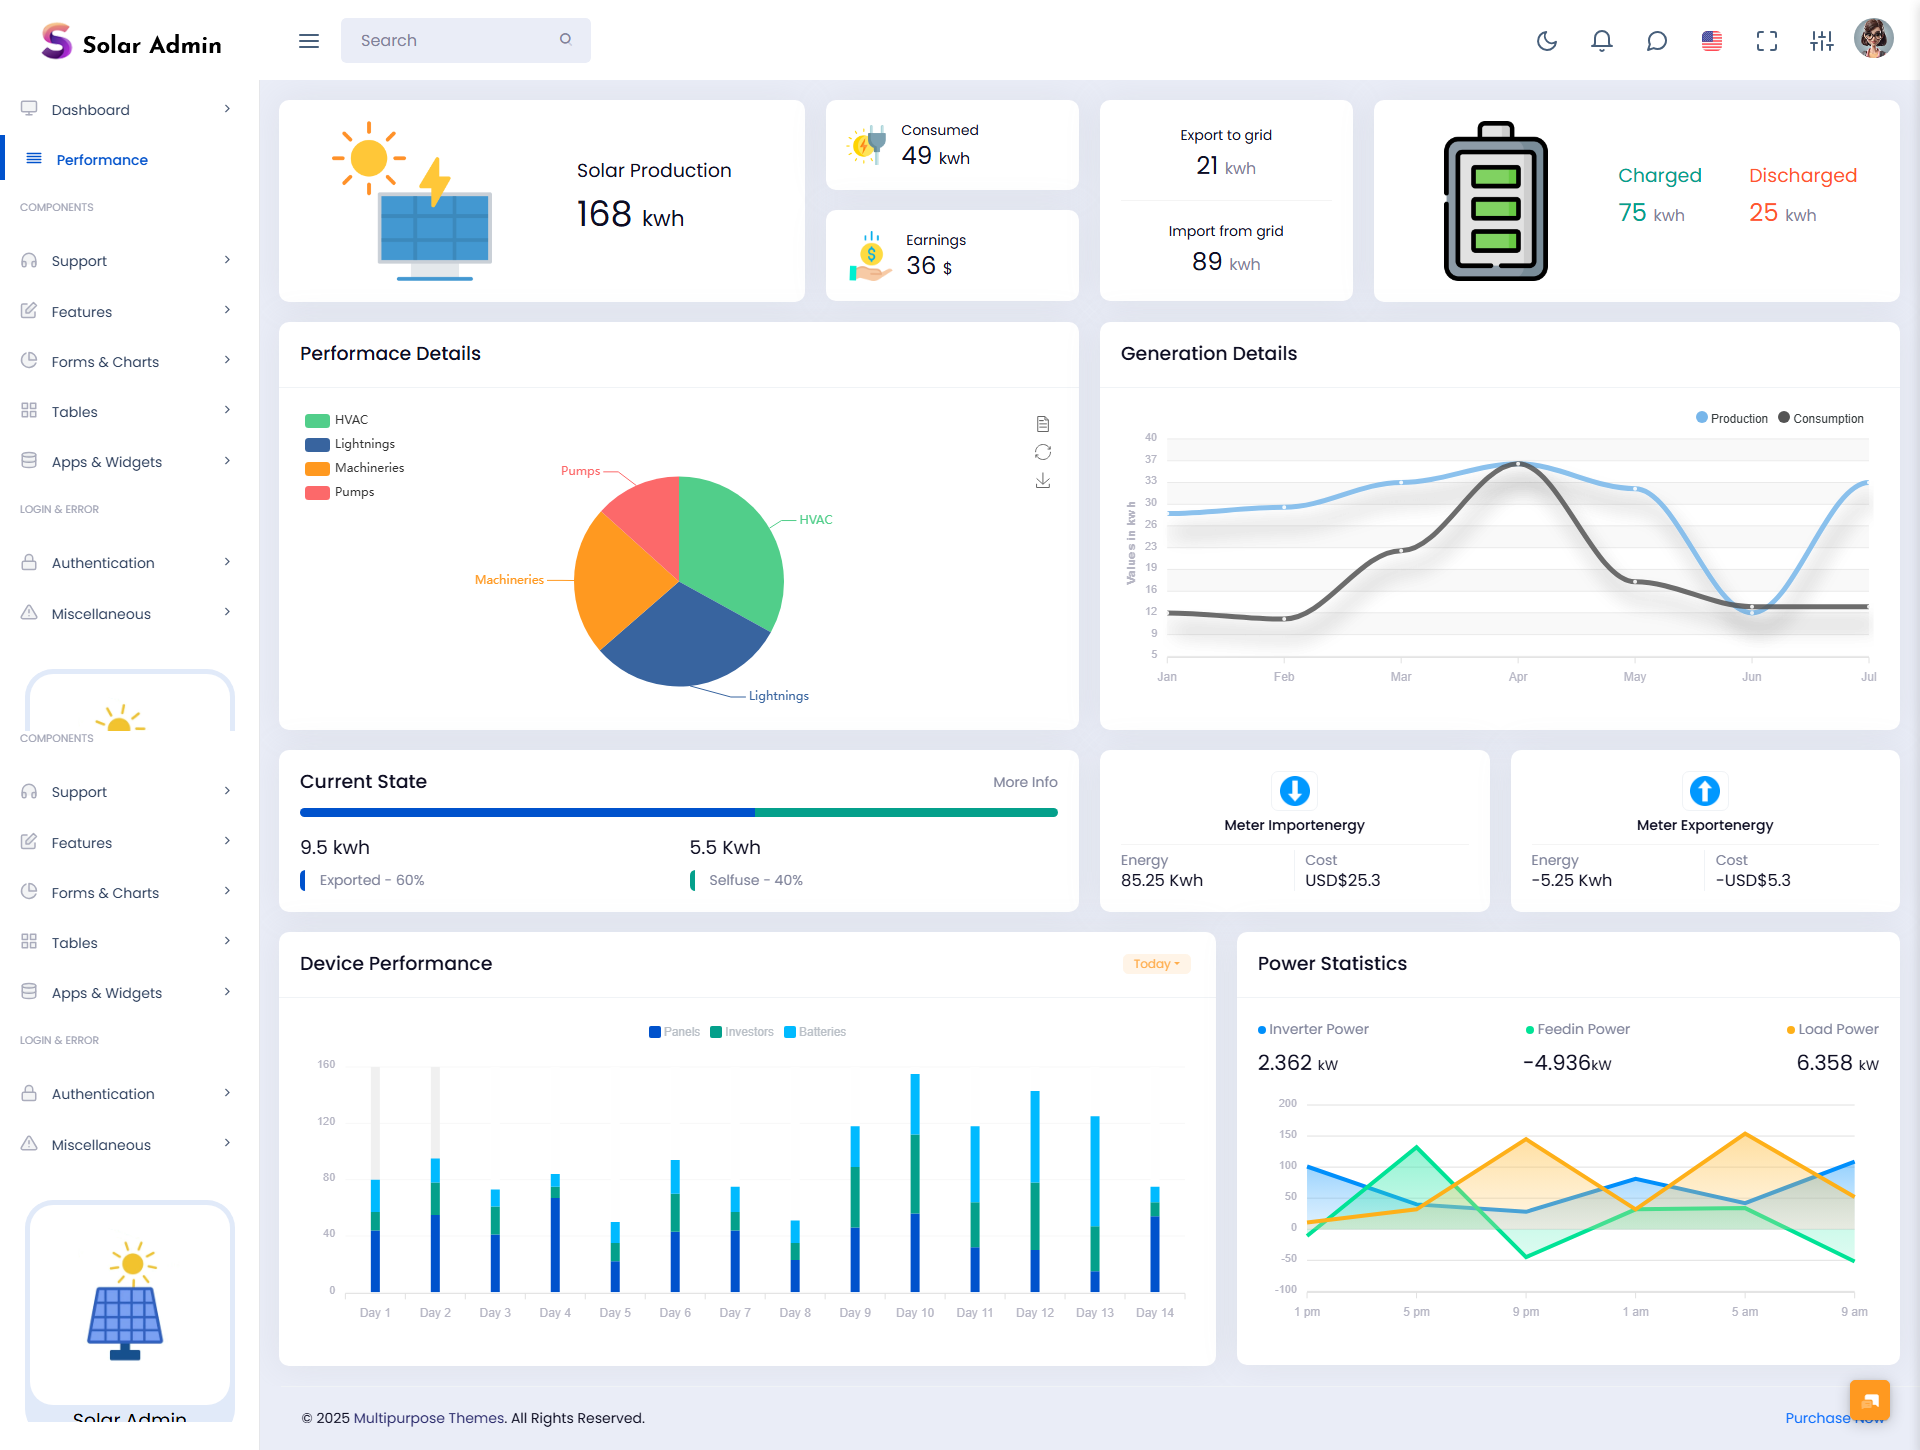 Solar Admin
Search
Dashboard
Performance
COMPONENTS
Support
Features
Forms & Charts
Tables
Apps & Widgets
LOGIN & ERROR
Authentication
Miscellaneous
COMPONENTS
Support
Features
Forms & Charts
Tables
Apps & Widgets
LOGIN & ERROR
Authentication
Miscellaneous
Solar Admin
Solar Production
168 kwh
Consumed
49 kwh
Earnings
36 $
Export to grid
21 kwh
Import from grid
89 kwh
Charged
75 kwh
Discharged
25 kwh
Performace Details
HVAC
Lightnings
Machineries
Pumps
Pumps
HVAC
Machineries
Lightnings
Generation Details
Production Consumption
Values in kwh
40
37
33
30
26
23
19
16
12
9
5
Jan Feb Mar Apr May Jun Jul
Current State
More Info
9.5 kwh
Exported - 60%
5.5 Kwh
Selfuse - 40%
Meter Importenergy
Energy
85.25 Kwh
Cost
USD$25.3
Meter Exportenergy
Energy
-5.25 Kwh
Cost
-USD$5.3
Device Performance
Today
Panels Investors Batteries
160
120
80
40
0
Day 1 Day 2 Day 3 Day 4 Day 5 Day 6 Day 7 Day 8 Day 9 Day 10 Day 11 Day 12 Day 13 Day 14
Power Statistics
Inverter Power
2.362 kW
Feedin Power
-4.936kW
Load Power
6.358 kW
200
150
100
50
0
-50
-100
1 pm 5 pm 9 pm 1 am 5 am 9 am
© 2025 Multipurpose Themes. All Rights Reserved.
Purchase Now